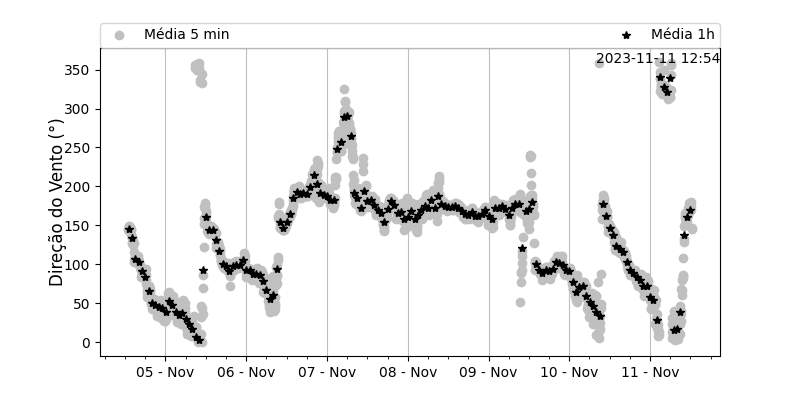 Média 5 min
Média 1h
2023-11-11 12:54
Direção do Vento (°)
350
300
250
200
150
100
50
0
05 - Nov
06 - Nov
07 - Nov
08 - Nov
09 - Nov
10 - Nov
11 - Nov